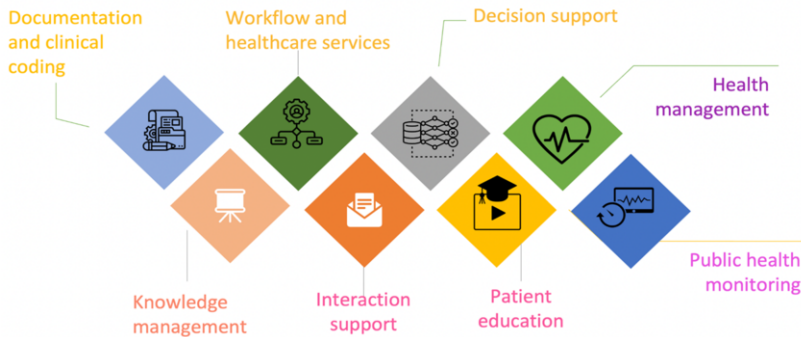 Documentation
and clinical
coding
Workflow and
healthcare services
Decision support
Health
management
Knowledge
management
Interaction
support
Patient
education
Public health
monitoring